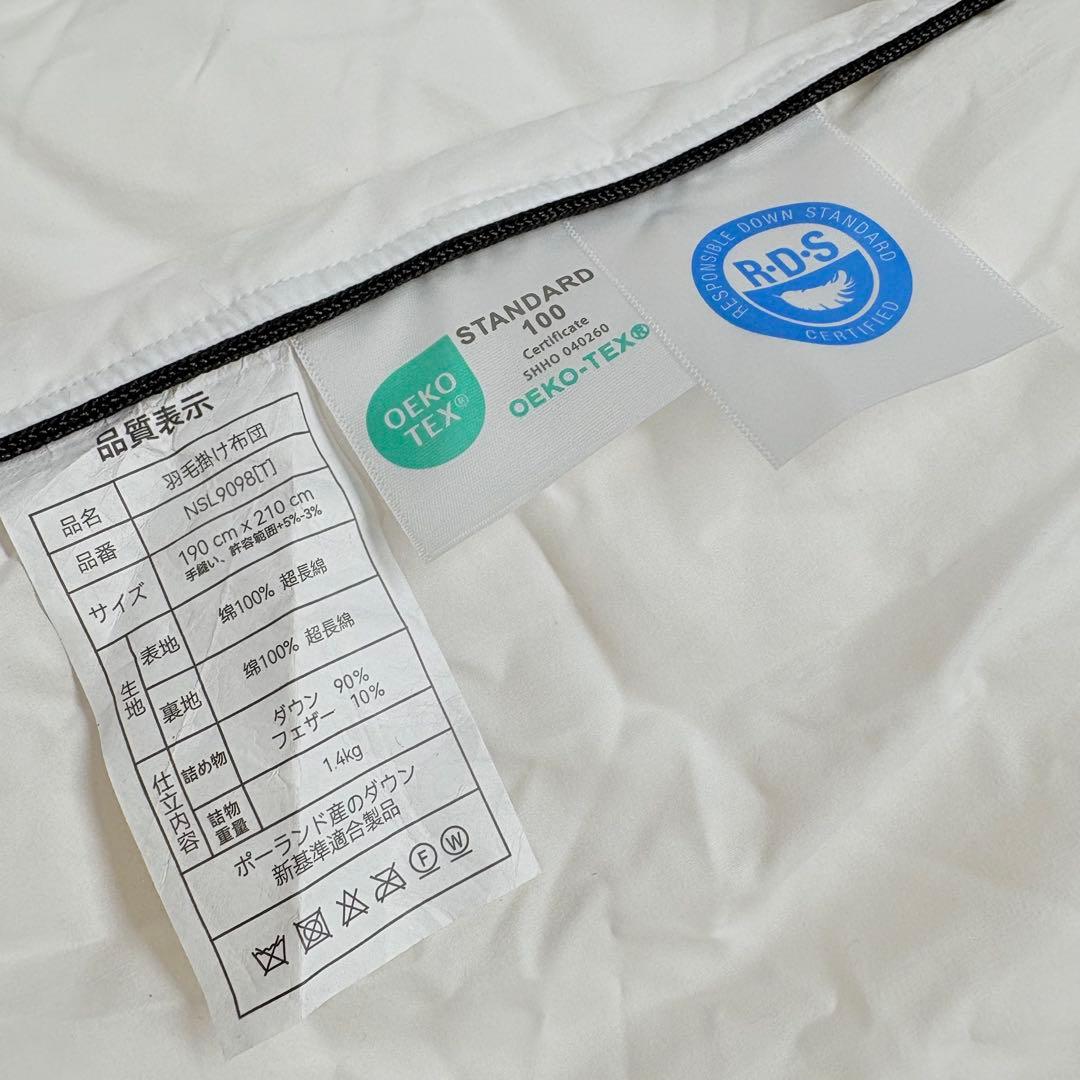 品質表示
品名 羽毛掛け布団
品番 NSL9098[T]
サイズ 190 cm x 210 cm
手縫い、許容範囲+5%-3%
生地 表地 绵100% 超長綿
裏地 绵100% 超長綿
仕立内容 詰め物 ダウン 90%
フェザー 10%
詰物重量 1.4kg
ポーランド産のダウン
新基準適合製品
F W
OEKO
TEX®
STANDARD
100
Certificate
SHHO 040260
OEKO-TEX®
RESPONSIBLE DOWN STANDARD
R·D·S
CERTIFIED